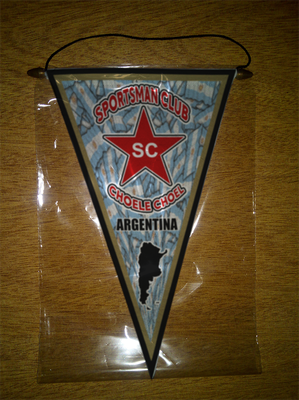 SPORTSMAN CLUB
SC
CHOELE CHOEL
ARGENTINA